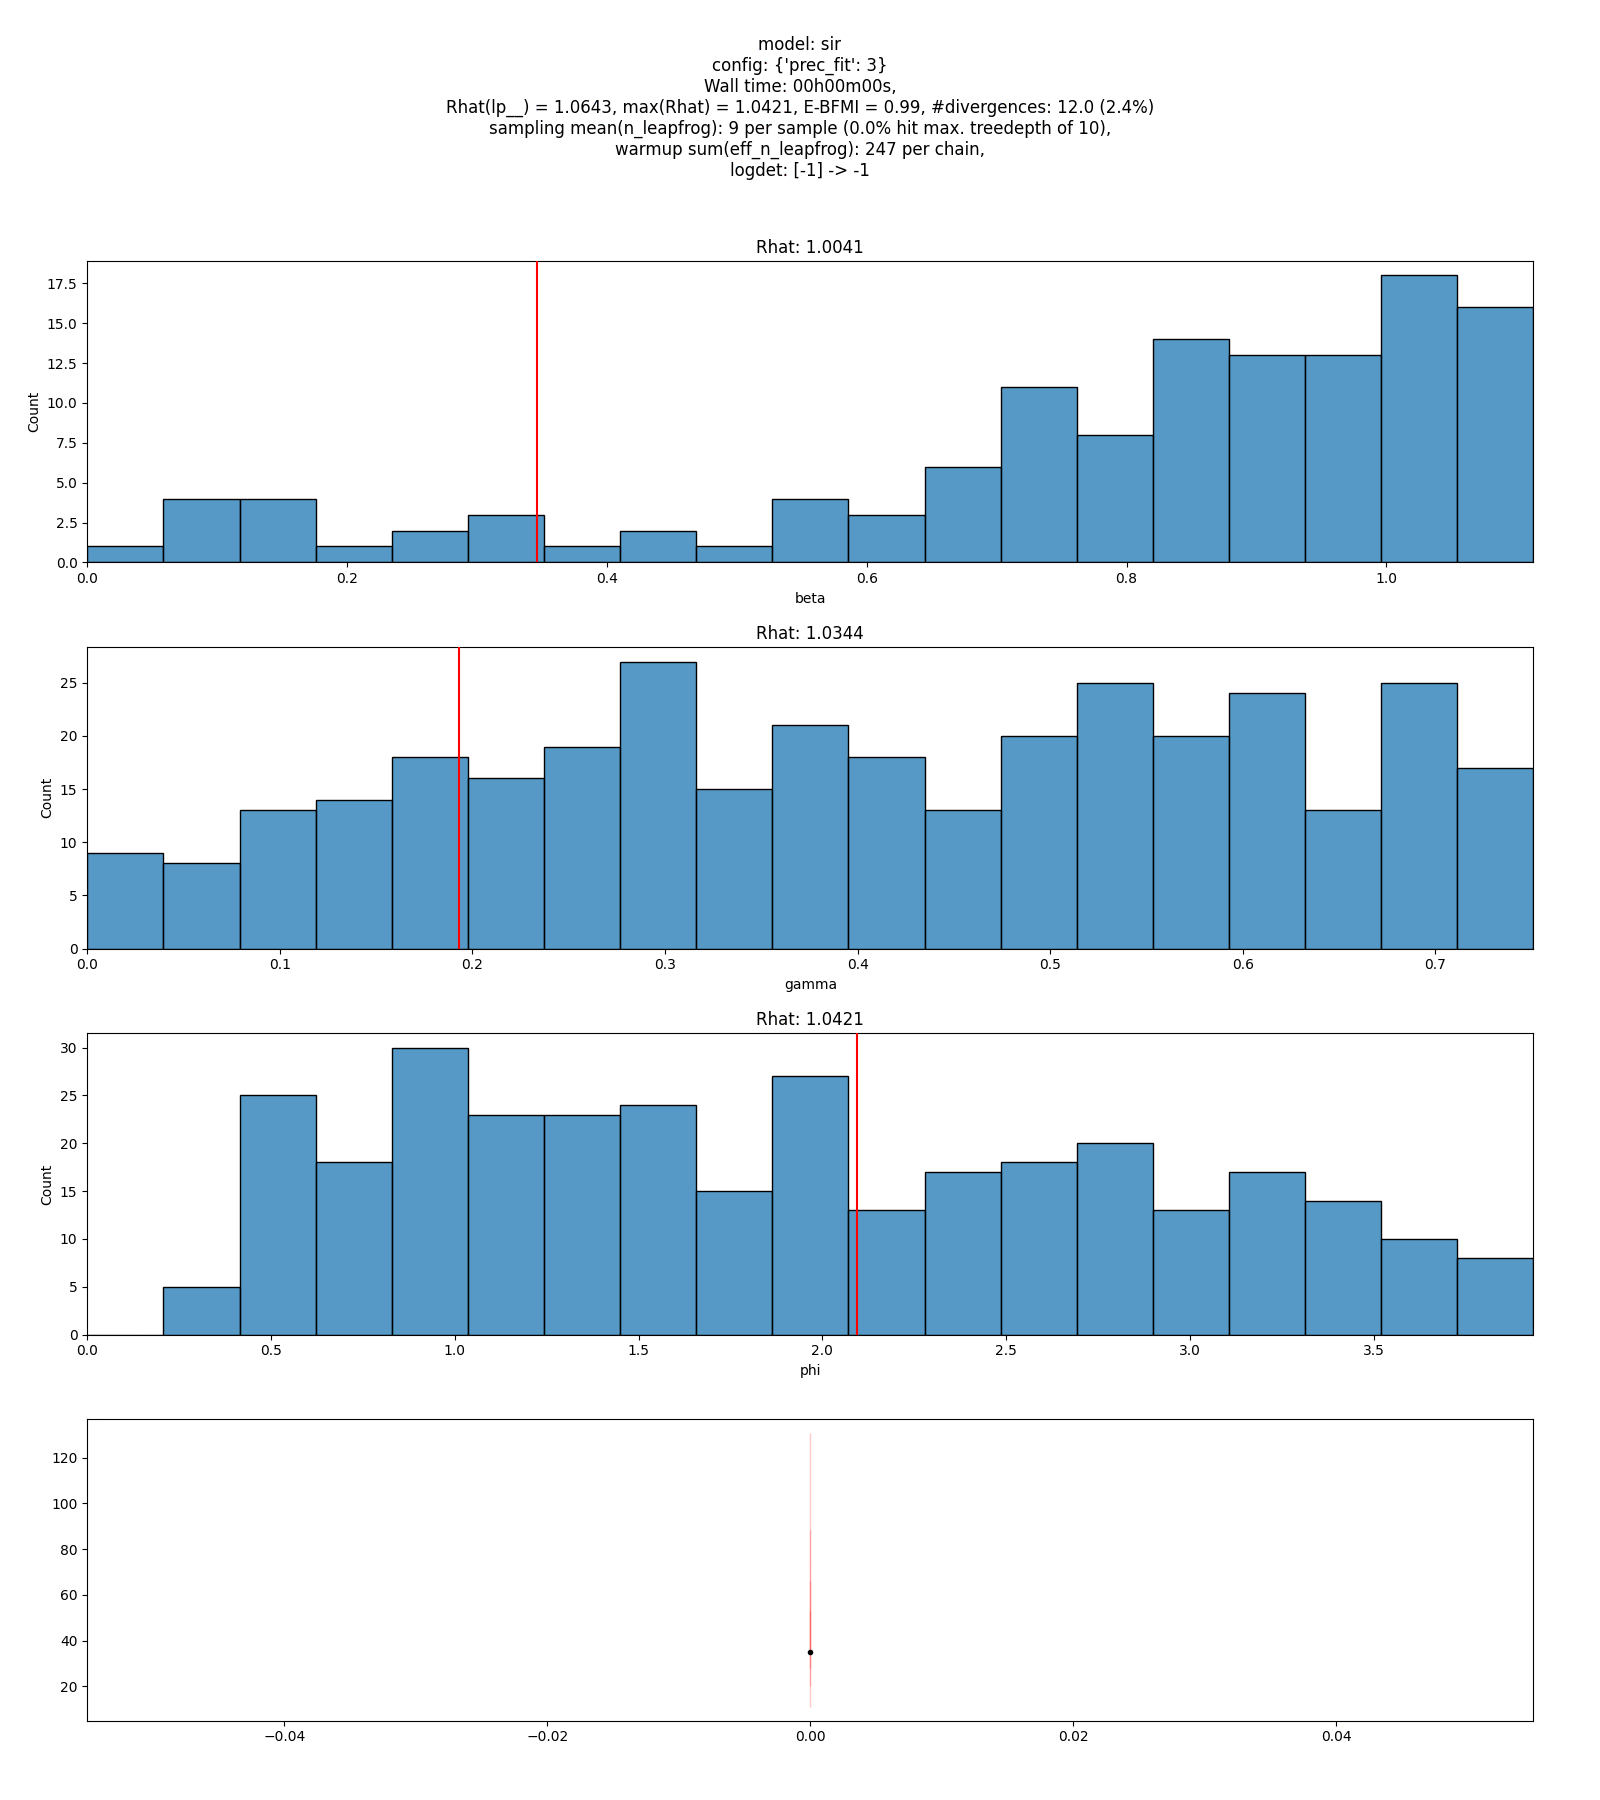 model: sir
config: {'prec_fit': 3}
Wall time: 00h00m00s,
Rhat(lp__) = 1.0643, max(Rhat) = 1.0421, E-BFMI = 0.99, #divergences: 12.0 (2.4%)
sampling mean(n_leapfrog): 9 per sample (0.0% hit max. treedepth of 10),
warmup sum(eff_n_leapfrog): 247 per chain,
logdet: [-1] -> -1
Rhat: 1.0041
17.5
15.0
12.5
10.0
7.5
5.0
2.5
0.0
Count
0.0 0.2 0.4 0.6 0.8 1.0
beta
Rhat: 1.0344
25
20
15
10
5
0
Count
0.0 0.1 0.2 0.3 0.4 0.5 0.6 0.7
gamma
Rhat: 1.0421
30
25
20
15
10
5
0
Count
0.0 0.5 1.0 1.5 2.0 2.5 3.0 3.5
phi
120
100
80
60
40
20
−0.04 −0.02 0.00 0.02 0.04